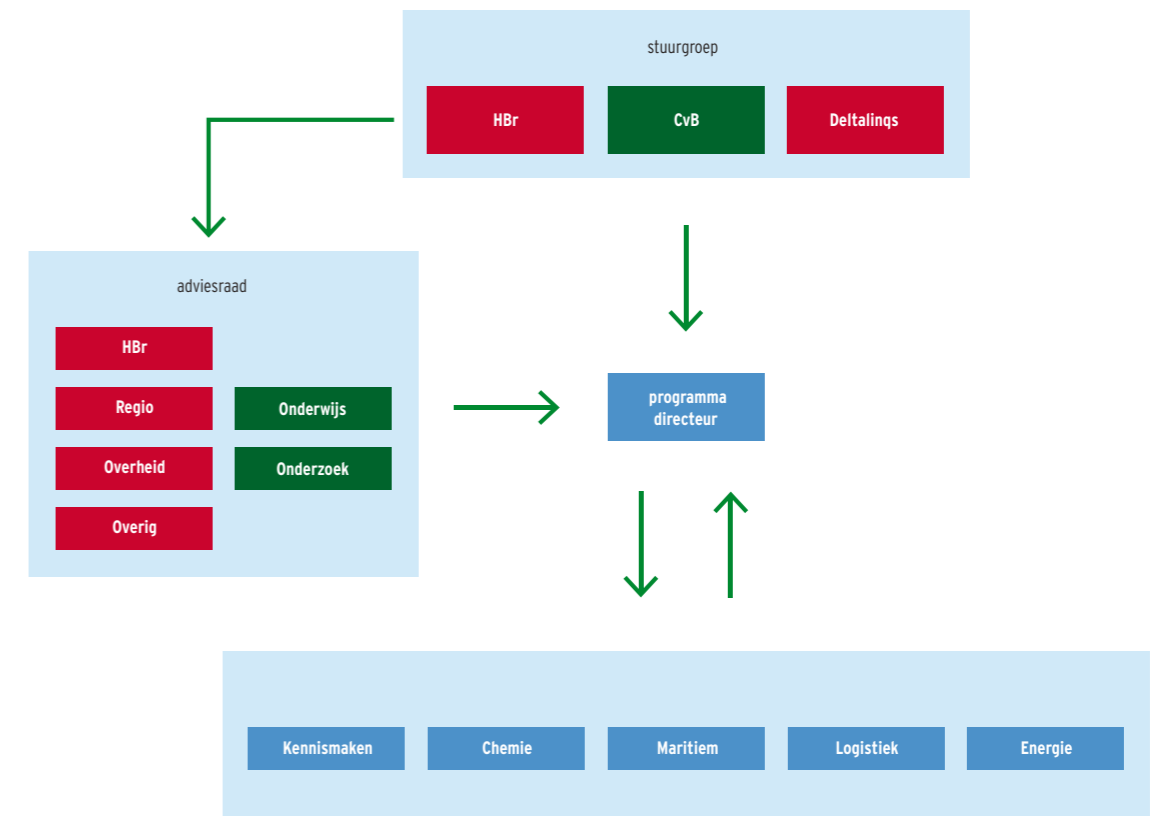 stuurgroep
HBr
CvB
Deltalinqs
adviesraad
HBr
Regio
Onderwijs
Overheid
Onderzoek
Overig
programma
directeur
Kennismaken
Chemie
Maritiem
Logistiek
Energie